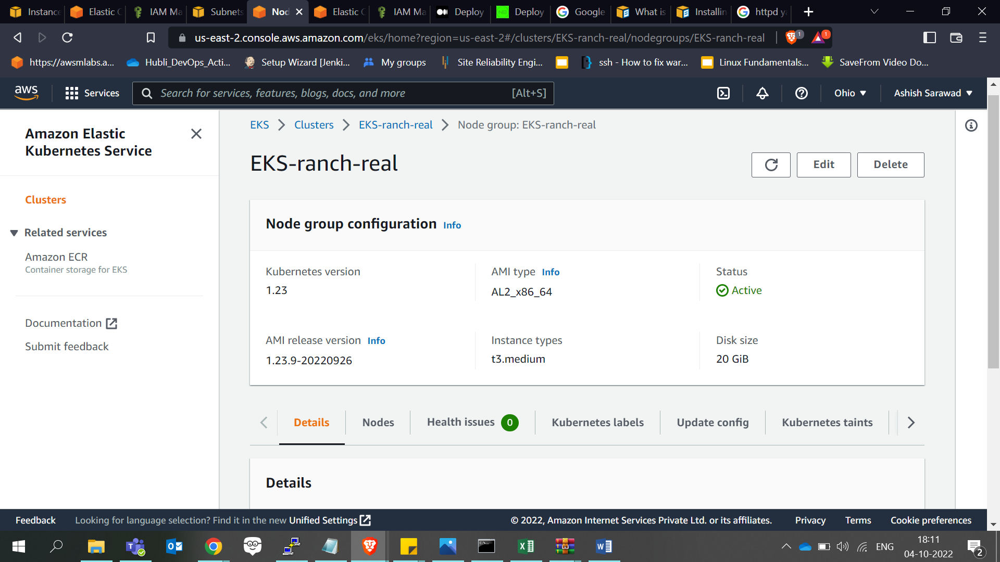 Instance
Elastic C
IAM Ma
Subnets
Nod
Elastic C
IAM Ma
Deploy
Deploy
Google
What is
Installin
httpd ya
us-east-2.console.aws.amazon.com/eks/home?region=us-east-2#/clusters/EKS-ranch-real/nodegroups/EKS-ranch-real
1
1
https://awsmlabs.a...
Hubli_DevOps_Acti...
Setup Wizard [Jenki...
My groups
Site Reliability Engi...
ssh - How to fix war...
Linux Fundamentals...
SaveFrom Video Do...
aws
Services
Search for services, features, blogs, docs, and more
[Alt+S]
Ohio
Ashish Sarawad
Amazon Elastic
Kubernetes Service
Clusters
Related services
Amazon ECR
Container storage for EKS
Documentation
Submit feedback
EKS
Clusters
EKS-ranch-real
Node group: EKS-ranch-real
EKS-ranch-real
Edit
Delete
Node group configuration Info
Kubernetes version
1.23
AMI type Info
AL2_x86_64
Status
Active
AMI release version Info
1.23.9-20220926
Instance types
t3.medium
Disk size
20 GiB
Details
Nodes
Health issues 0
Kubernetes labels
Update config
Kubernetes taints
Details
Feedback
Looking for language selection? Find it in the new Unified Settings
© 2022, Amazon Internet Services Private Ltd. or its affiliates.
Privacy
Terms
Cookie preferences
ENG
18:11
04-10-2022
2